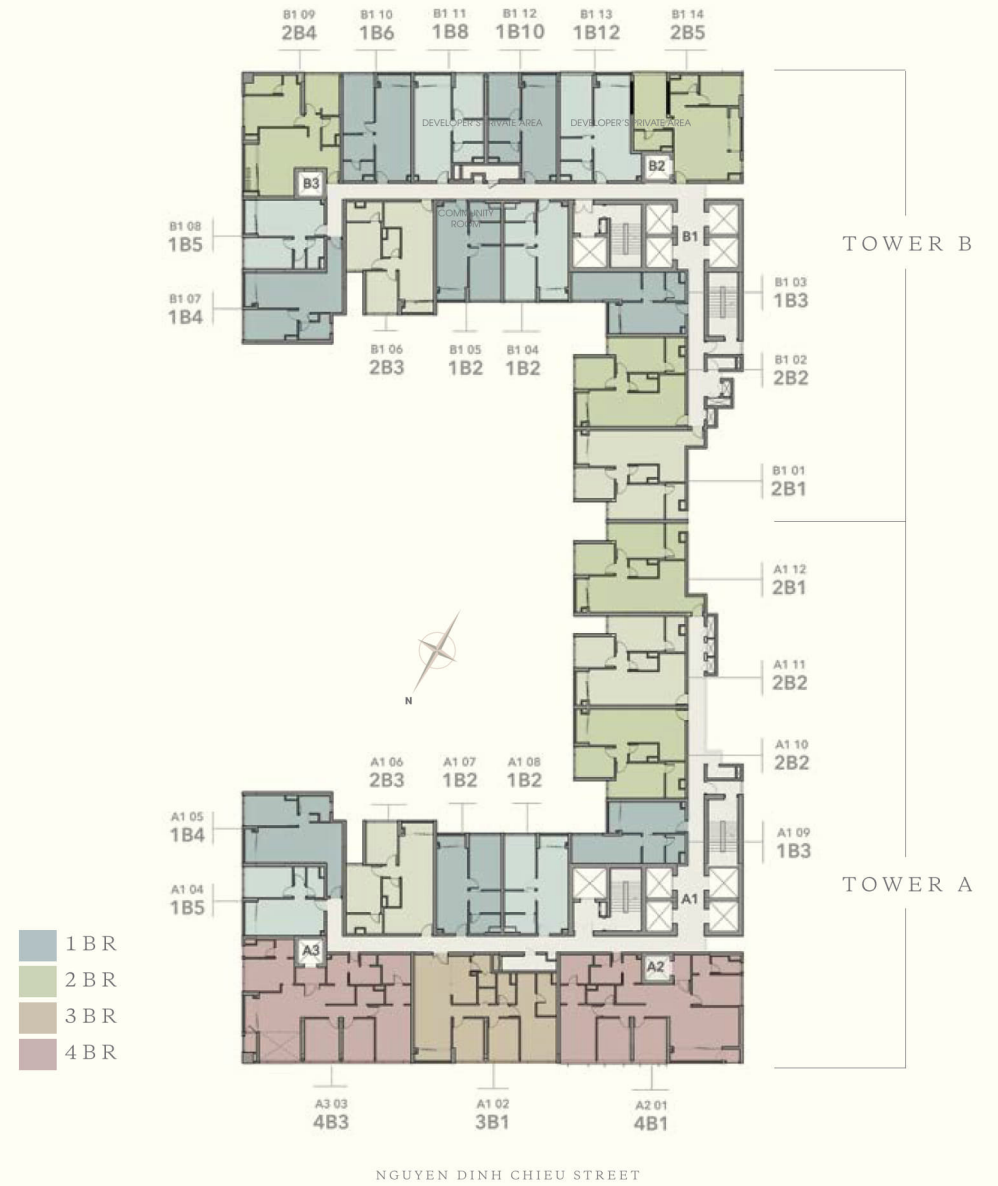 B1 09
2B4
B1 10
1B6
B1 11
1B8
B1 12
1B10
B1 13
1B12
B1 14
2B5
DEVELOPER'S PRIVATE AREA
DEVELOPER'S PRIVATE AREA
B3
B2
COMMUNITY
ROOM
B1
TOWER B
B1 08
1B5
B1 07
1B4
B1 06
2B3
B1 05
1B2
B1 04
1B2
B1 03
1B3
B1 02
2B2
B1 01
2B1
A1 12
2B1
A1 11
2B2
A1 10
2B2
N
A1 06
2B3
A1 07
1B2
A1 08
1B2
A1 05
1B4
A1 09
1B3
A1 04
1B5
TOWER A
A1
A3
A2
1BR
2BR
3BR
4BR
A3 03
4B3
A1 02
3B1
A2 01
4B1
NGUYEN DINH CHIEU STREET